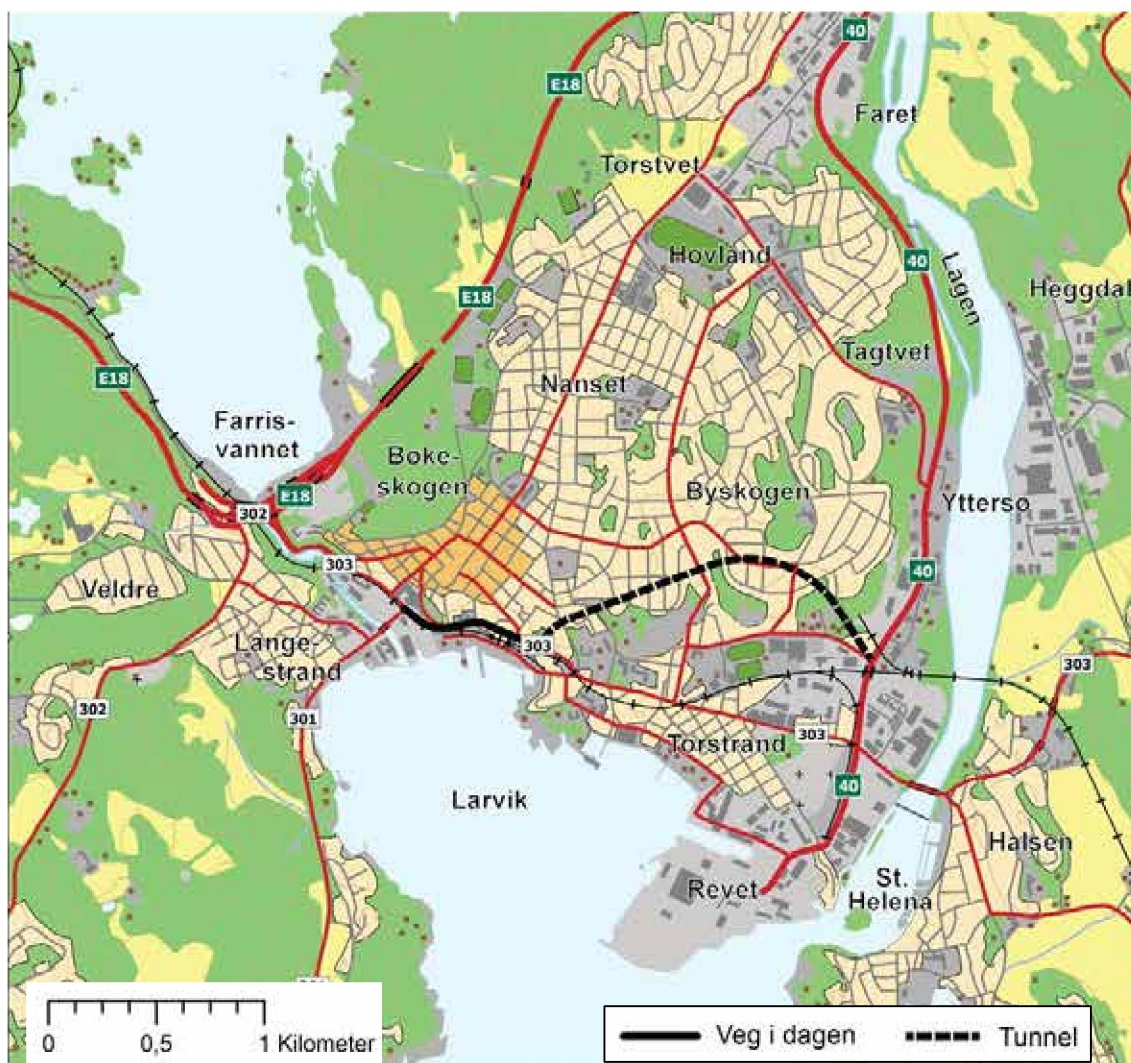 40
E18
Faret
Torstvet
Hovland
40
Lagen
E18
Heggdal
Tagtvet
E18
Nanset
Farris-
vannet
Boke-
skogen
E18
302
Byskogen
Yttersø
303
40
Veldre
Lange-
strand
303
303
302
301
Torstrand
303
Larvik
40
Halsen
Revet
St.
Helena
0 0,5 1 Kilometer
Veg i dagen Tunnel